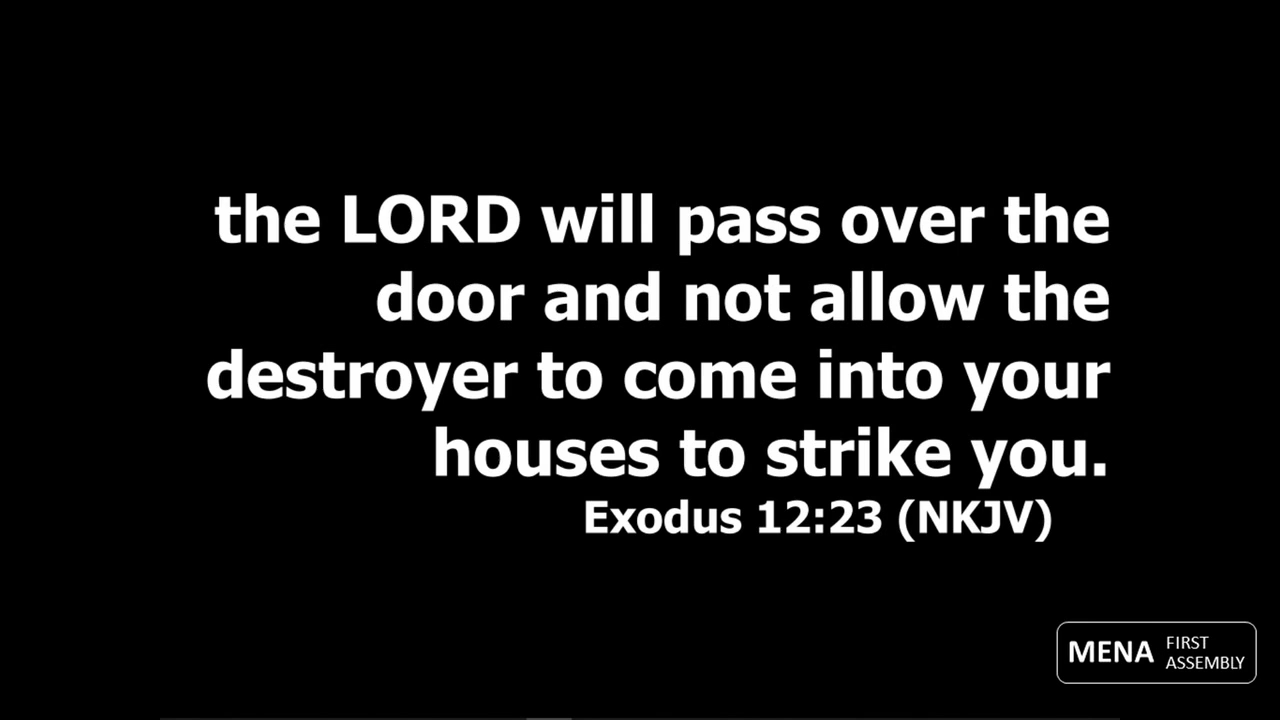 the LORD will pass over the
door and not allow the
destroyer to come into your
houses to strike you.
Exodus 12:23 (NKJV)
MENA FIRST
ASSEMBLY